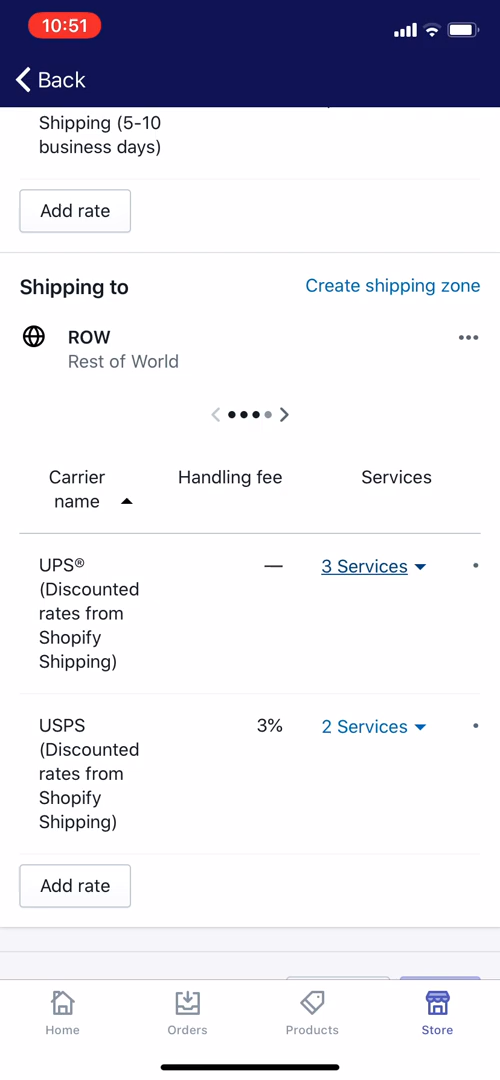 10:51
Back
Shipping (5-10
business days)
Add rate
Shipping to
Create shipping zone
ROW
Rest of World
Carrier
name
Handling fee
Services
UPS®
(Discounted
rates from
Shopify
Shipping)
—
3 Services
USPS
(Discounted
rates from
Shopify
Shipping)
3%
2 Services
Add rate
Home
Orders
Products
Store